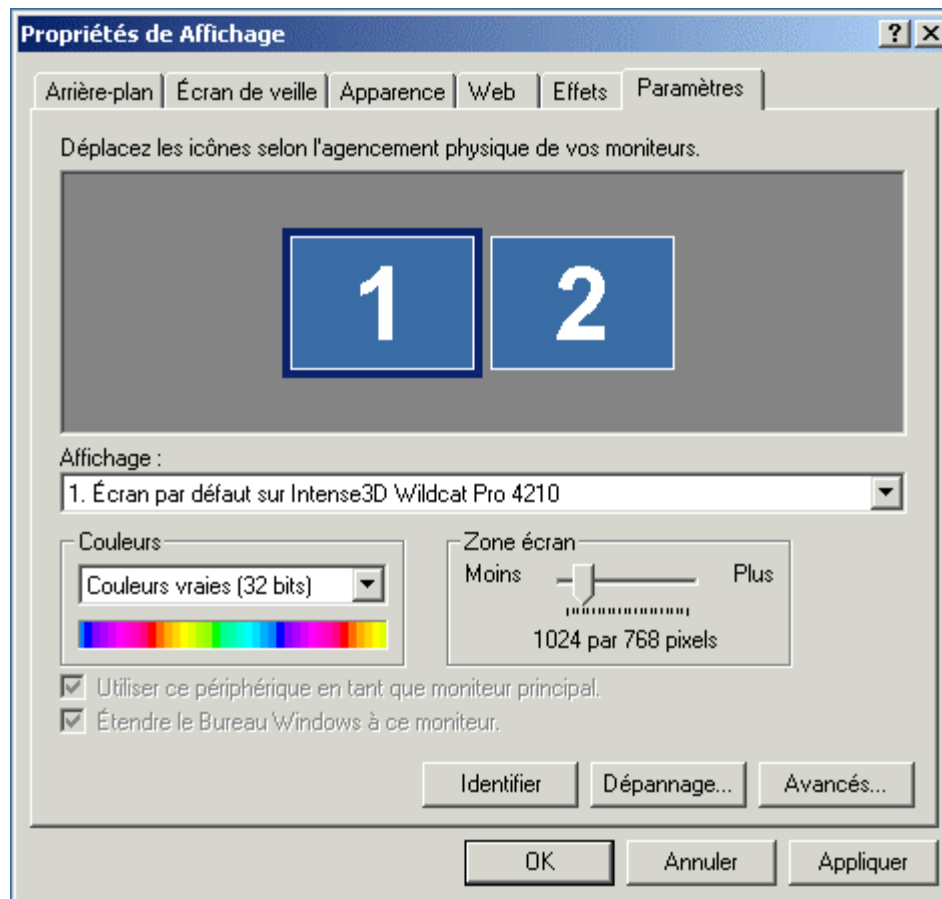 Propriétés de Affichage
Arrière-plan Écran de veille Apparence Web Effets Paramètres
Déplacez les icônes selon l'agencement physique de vos moniteurs.
1 2
Affichage :
1. Écran par défaut sur Intense3D Wildcat Pro 4210
Couleurs Zone écran
Couleurs vraies (32 bits) Moins Plus
1024 par 768 pixels
Utiliser ce périphérique en tant que moniteur principal.
Étendre le Bureau Windows à ce moniteur.
Identifier Dépannage... Avancés...
OK Annuler Appliquer